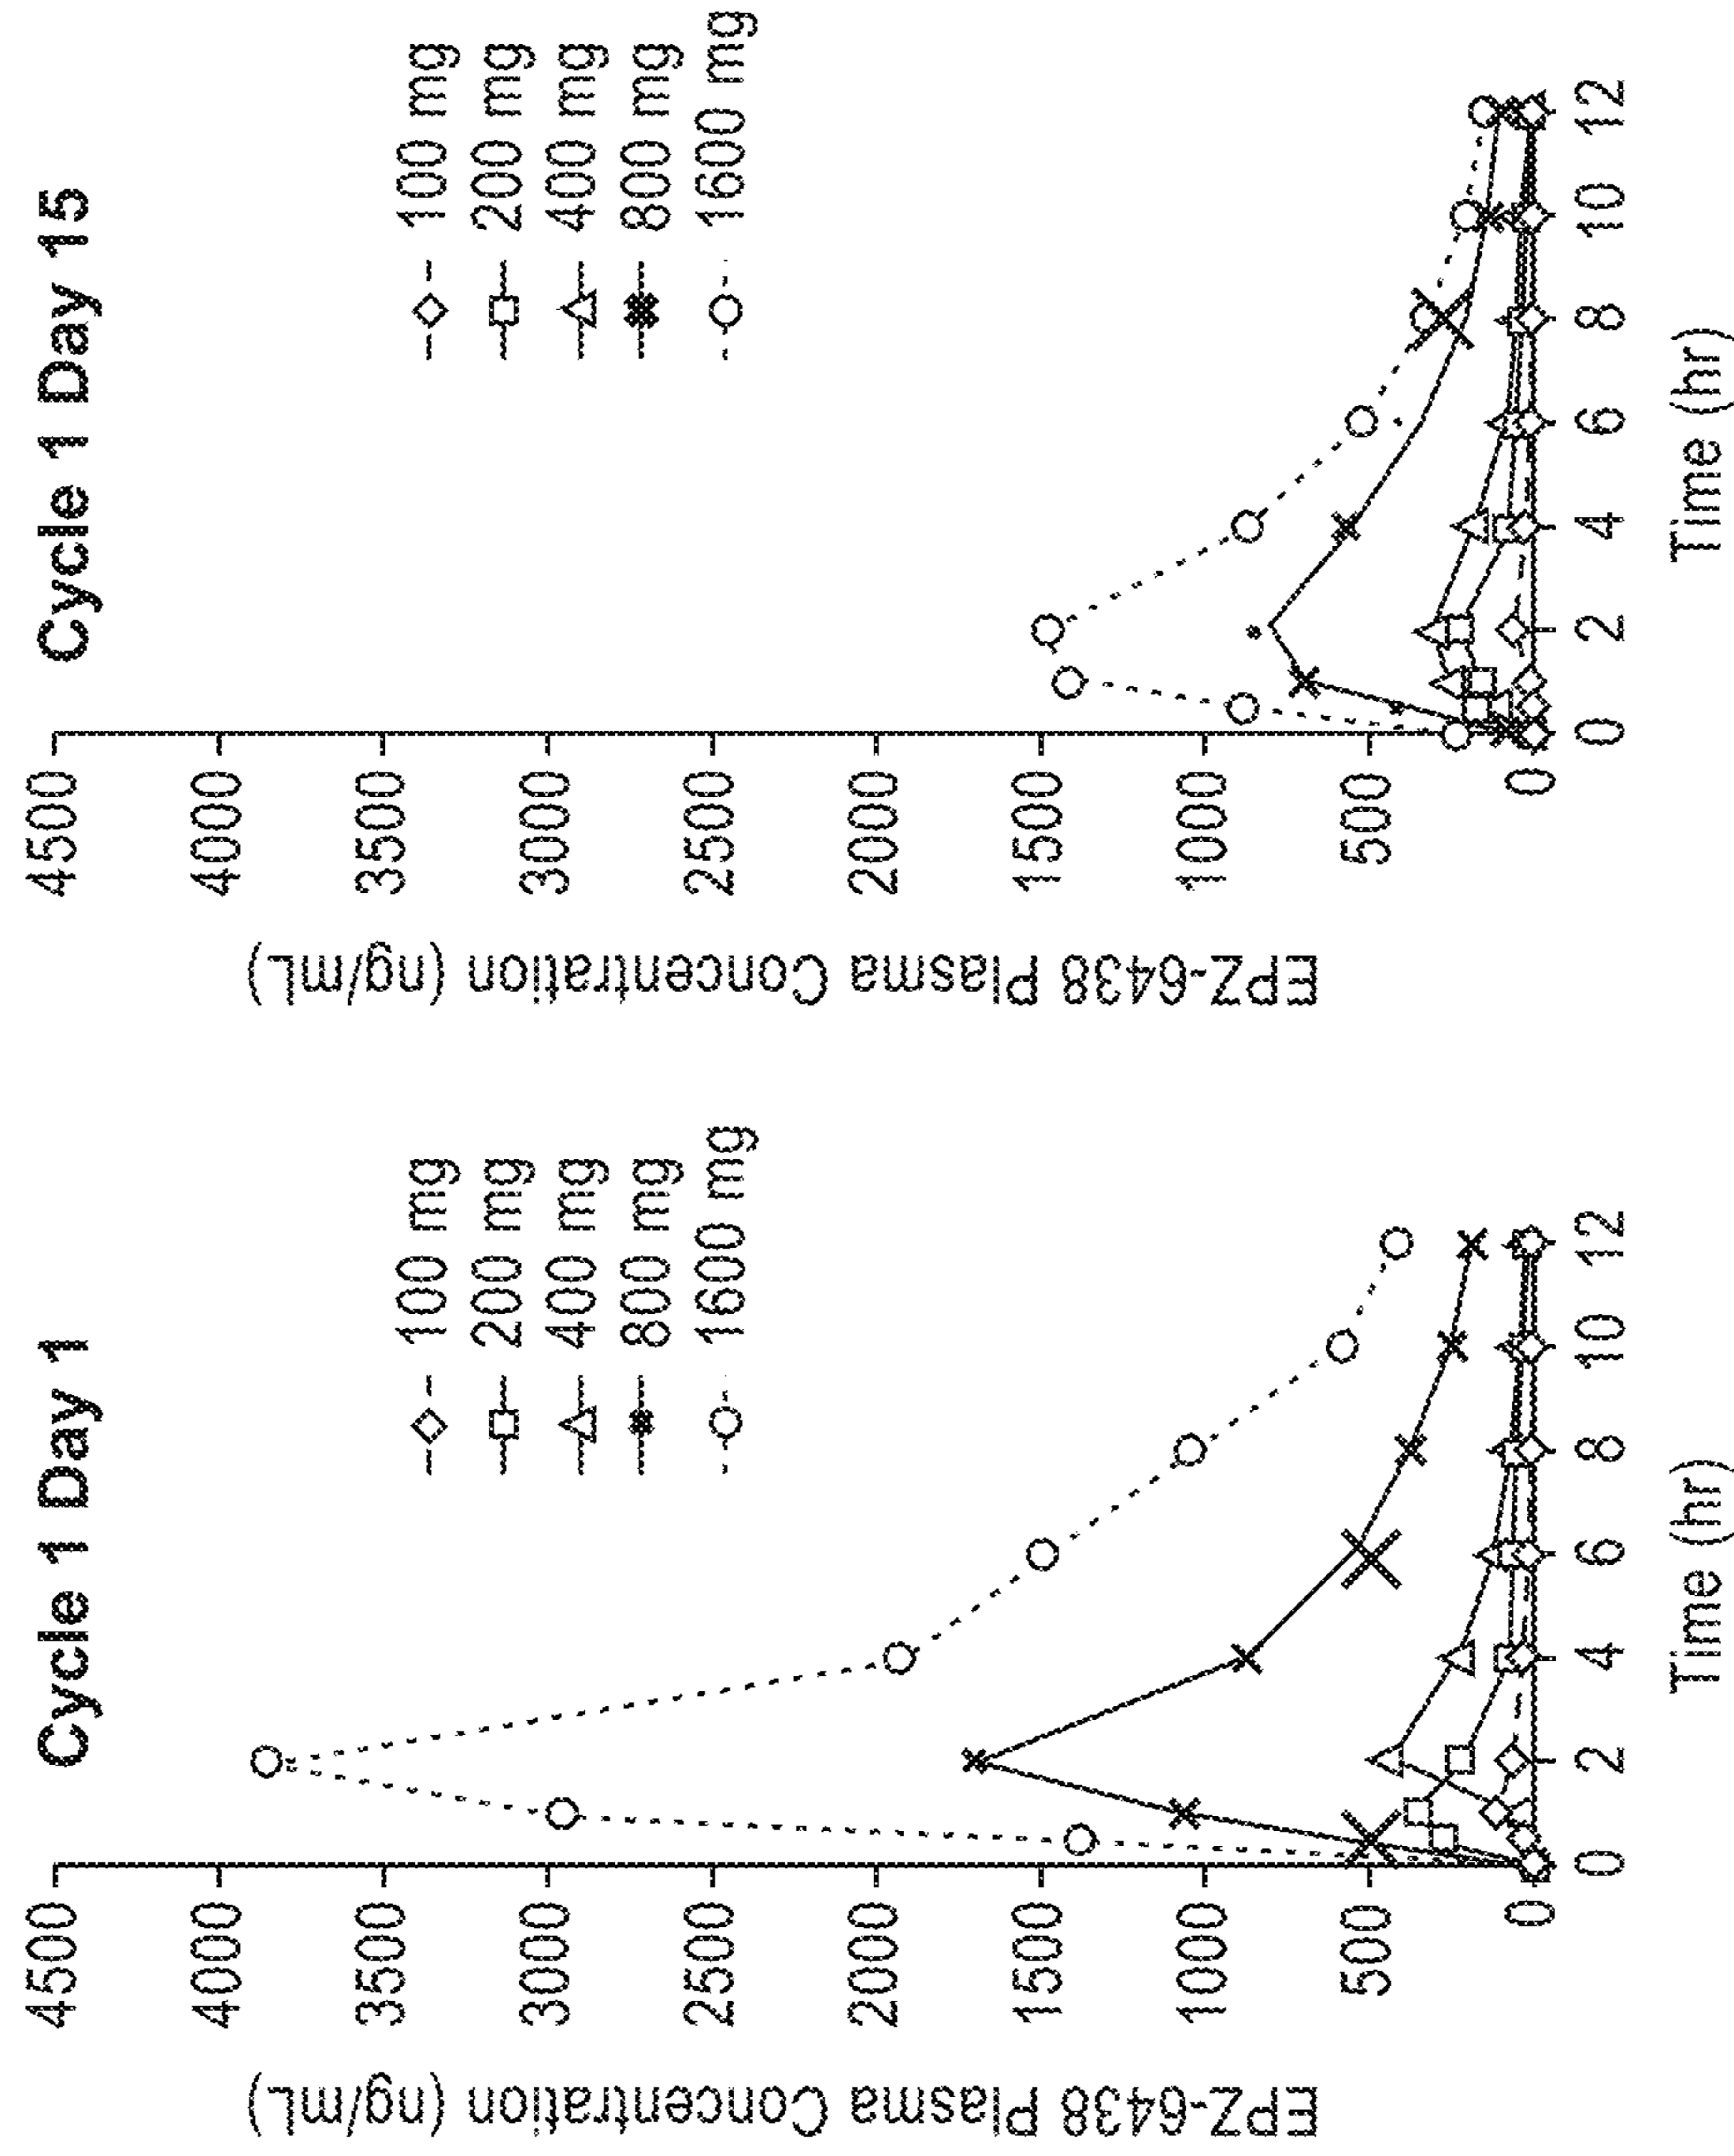 Cycle 1 Day 1
EPZ-6438 Plasma Concentration (ng/mL)
4500
4000
3500
3000
2500
2000
1500
1000
500
0
100 mg
200 mg
400 mg
800 mg
1600 mg
0 2 4 6 8 10 12
Time (hr)
Cycle 1 Day 15
EPZ-6438 Plasma Concentration (ng/mL)
4500
4000
3500
3000
2500
2000
1500
1000
500
0
100 mg
200 mg
400 mg
800 mg
1600 mg
0 2 4 6 8 10 12
Time (hr)